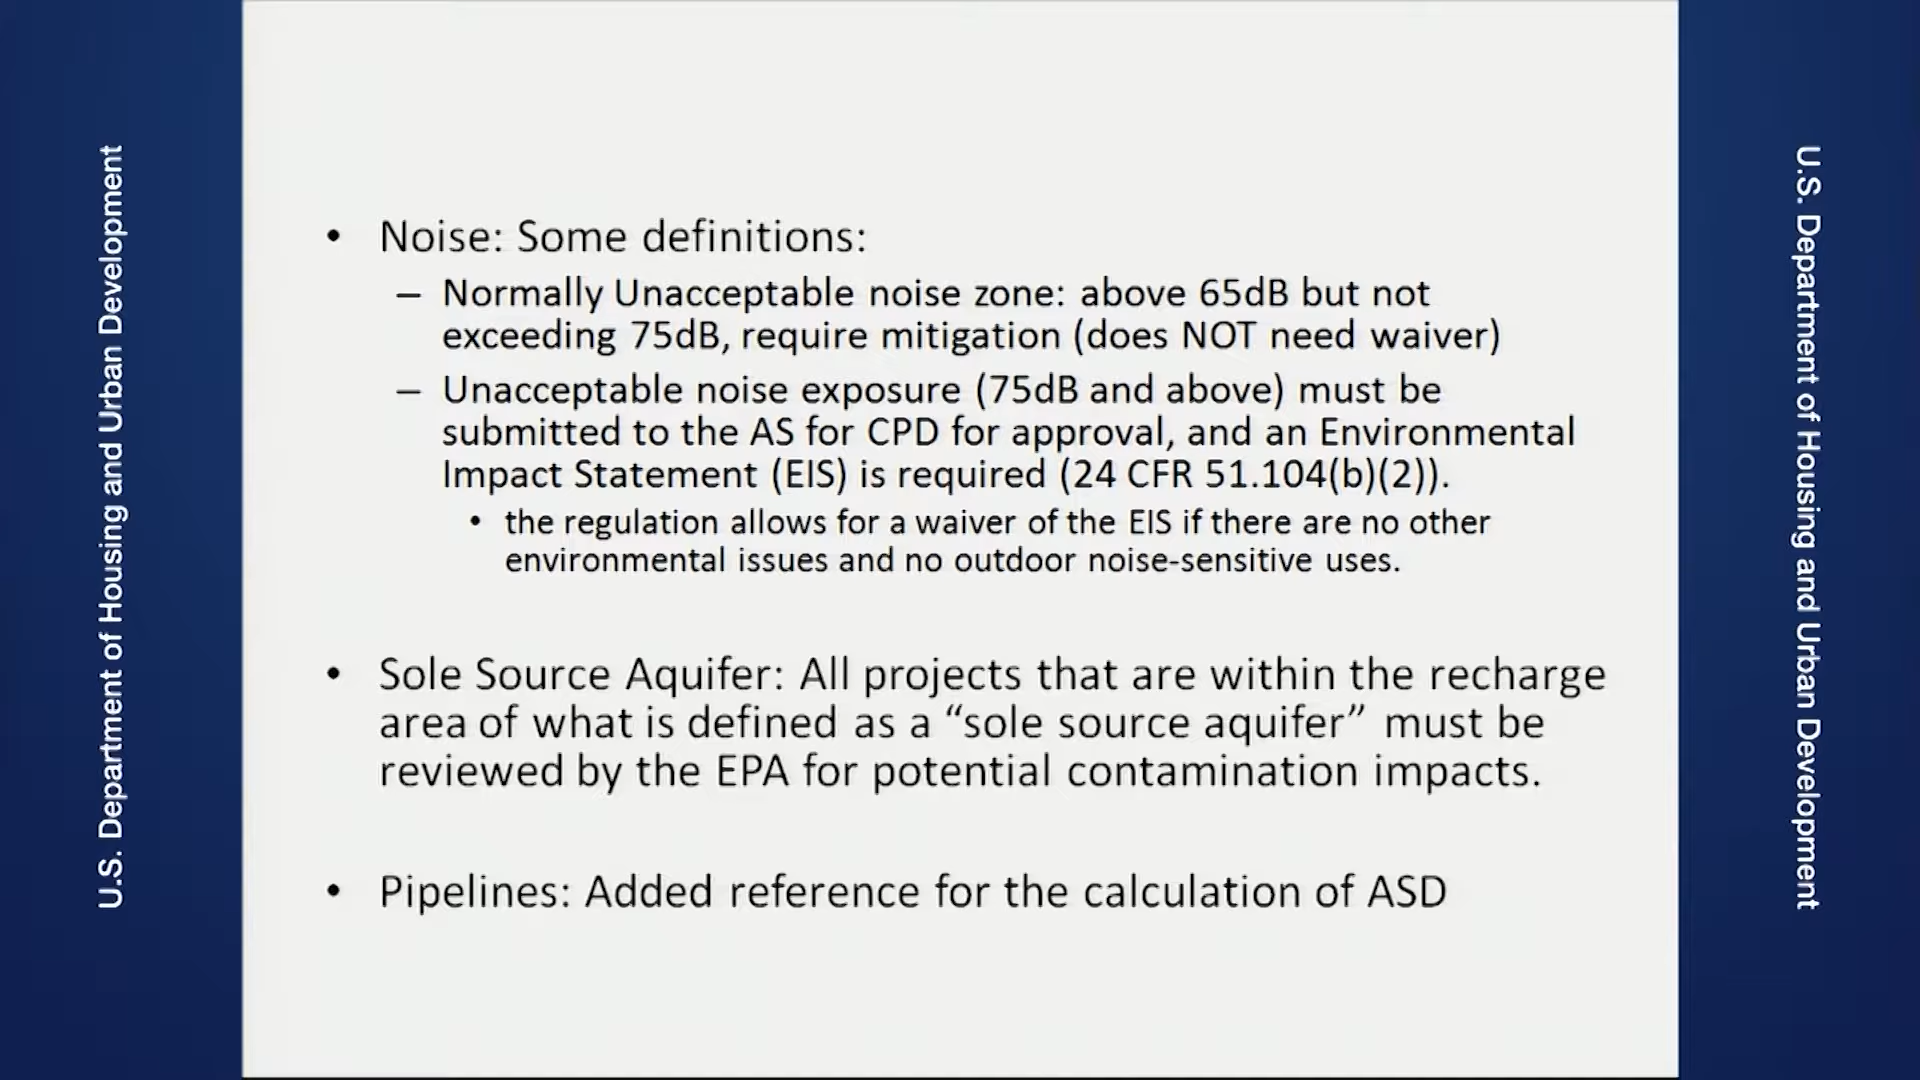 U.S. Department of Housing and Urban Development
• Noise: Some definitions:
– Normally Unacceptable noise zone: above 65dB but not
exceeding 75dB, require mitigation (does NOT need waiver)
– Unacceptable noise exposure (75dB and above) must be
submitted to the AS for CPD for approval, and an Environmental
Impact Statement (EIS) is required (24 CFR 51.104(b)(2)).
• the regulation allows for a waiver of the EIS if there are no other
environmental issues and no outdoor noise-sensitive uses.
• Sole Source Aquifer: All projects that are within the recharge
area of what is defined as a “sole source aquifer” must be
reviewed by the EPA for potential contamination impacts.
• Pipelines: Added reference for the calculation of ASD
U.S. Department of Housing and Urban Development